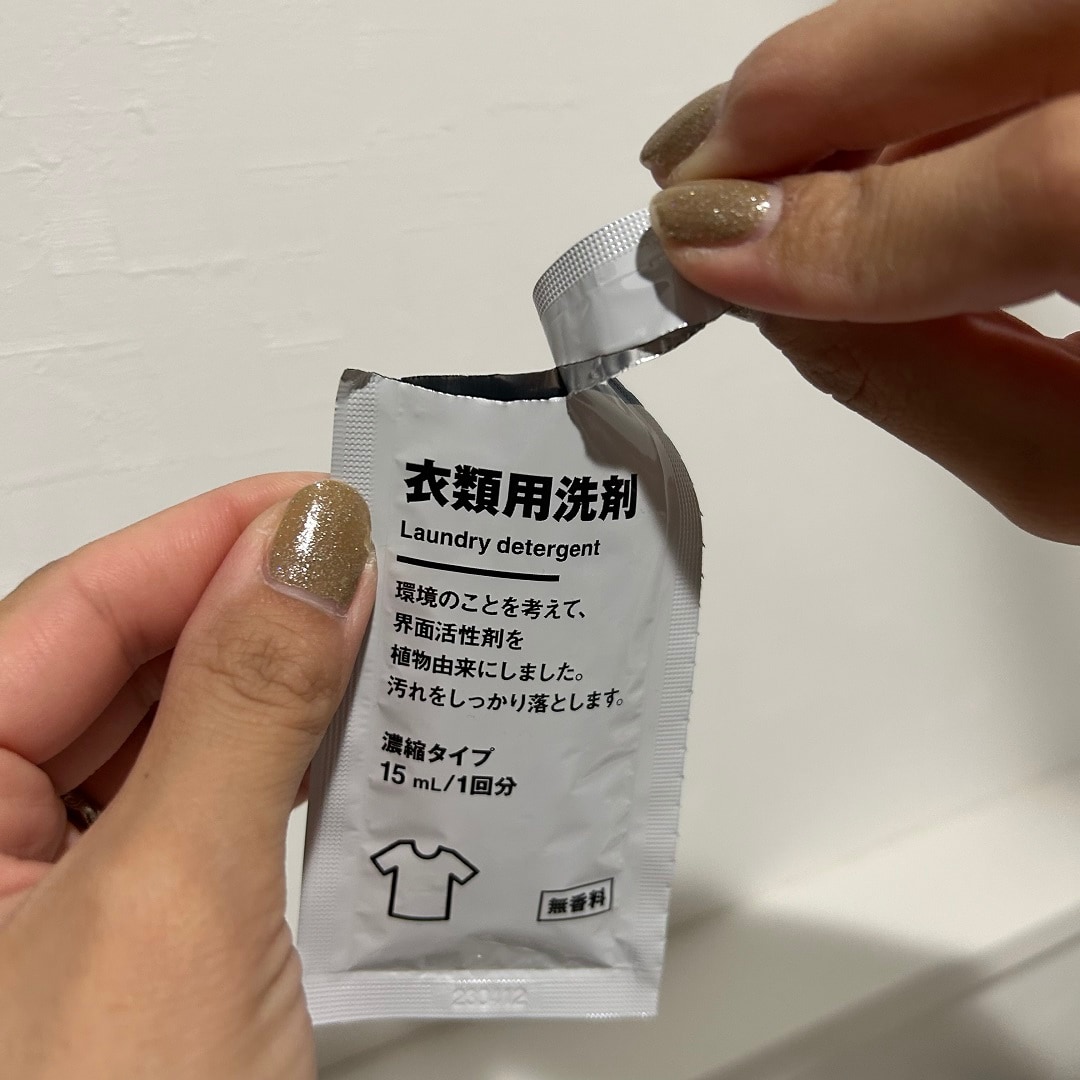 衣類用洗剤
Laundry detergent
環境のことを考えて、
界面活性剤を
植物由来にしました。
汚れをしっかり落とします。
濃縮タイプ
15 mL/1回分
無香料